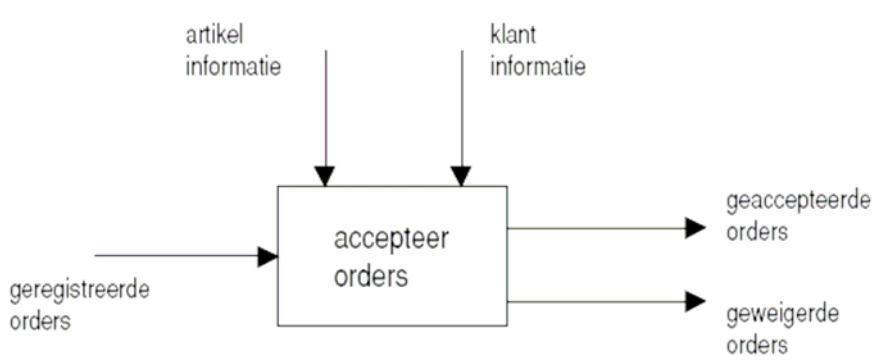 artikel
informatie
klant
informatie
accepteer
orders
geregistreerde
orders
geaccepteerde
orders
geweigerde
orders